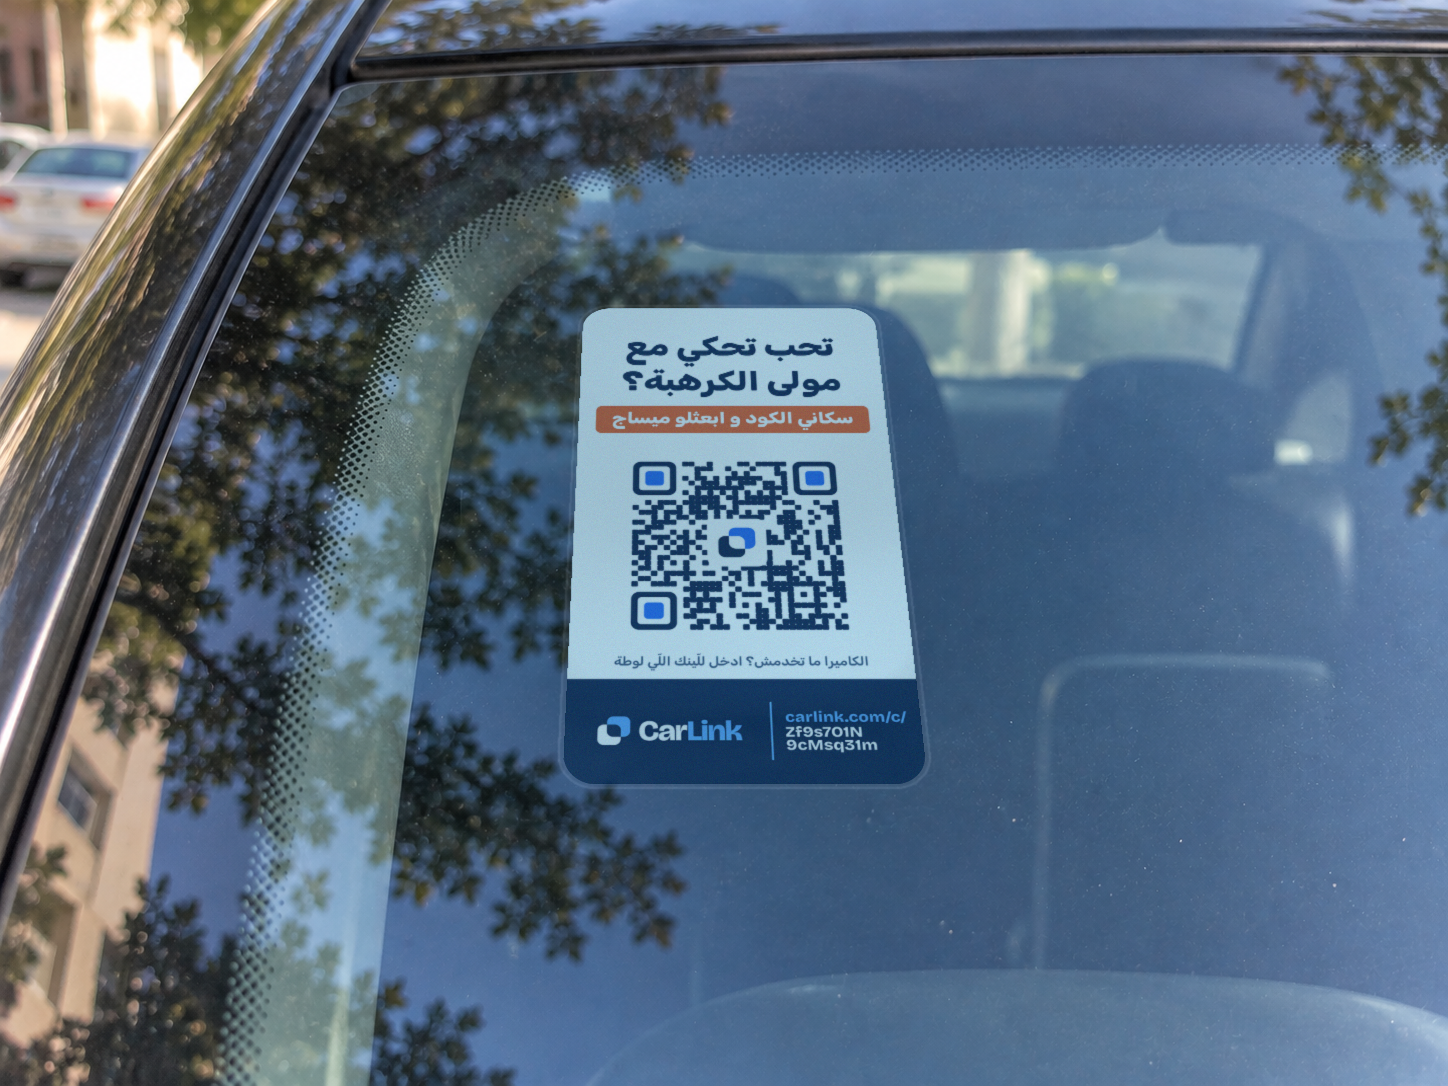 تحب تحكي مع
مولى الكرهبة؟
سكاني الكود و ابعثلو ميساج
الكاميرا ما تخدمش؟ ادخل للّينك اللّي لوطة
CarLink
carlink.com/c/
Zf9s701N
9cMsq31m